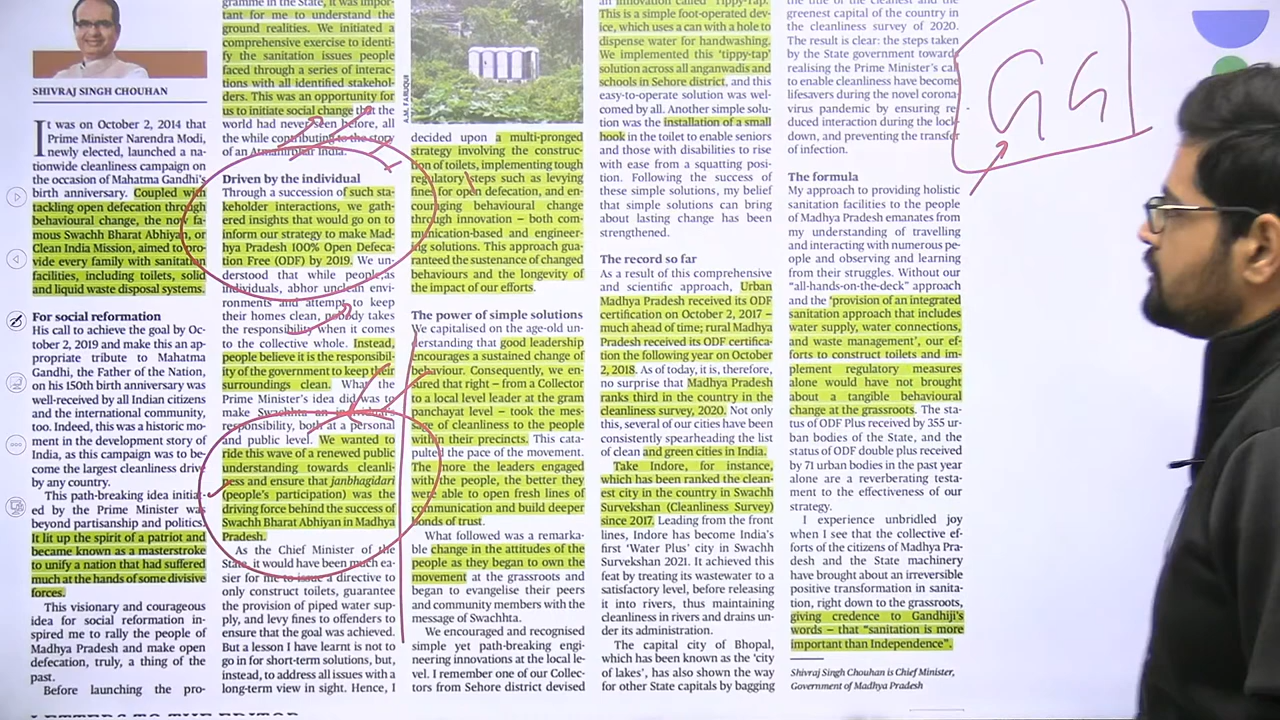 SHIVRAJ SINGH CHOUHAN
It was on October 2, 2014 that
Prime Minister Narendra Modi,
newly elected, launched a na-
tionwide cleanliness campaign on
the occasion of Mahatma Gandhi's
birth anniversary. Coupled with
tackling open defecation through
behavioural change, the now fa-
mous Swachh Bharat Abhiyan, or
Clean India Mission, aimed to pro-
vide every family with sanitation
facilities, including toilets, solid
and liquid waste disposal systems.
For social reformation
His call to achieve the goal by Oc-
tober 2, 2019 and make this an ap-
propriate tribute to Mahatma
Gandhi, the Father of the Nation,
on his 150th birth anniversary was
well-received by all Indian citizens
and the international community,
too. Indeed, this was a historic mo-
ment in the development story of
India, as this campaign was to be-
come the largest cleanliness drive
by any country.
This path-breaking idea initiat-
ed by the Prime Minister was
beyond partisanship and politics.
It lit up the spirit of a patriot and
became known as a masterstroke
to unify a nation that had suffered
much at the hands of some divisive
forces.
This visionary and courageous
idea for social reformation in-
spired me to rally the people of
Madhya Pradesh and make open
defecation, truly, a thing of the
past.
Before launching the pro-
gramme in the State, it was impor-
tant for me to understand the
ground realities. We initiated a
comprehensive exercise to identi-
fy the sanitation issues people
faced through a series of interac-
tions with all identified stakehol-
ders. This was an opportunity for
us to initiate social change that the
world had never seen before, all
the while contributing to the story
of an Atmanirbhar India.
Driven by the individual
Through a succession of such sta-
keholder interactions, we gath-
ered insights that would go on to
inform our strategy to make Mad-
hya Pradesh 100% Open Defeca-
tion Free (ODF) by 2019. We un-
derstood that while people, as
individuals, abhor unclean envi-
ronments and attempt to keep
their homes clean, nobody takes
the responsibility when it comes
to the collective whole. Instead,
people believe it is the responsibil-
ity of the government to keep their
surroundings clean. What the
Prime Minister's idea did was to
make Swachhta an individual's
responsibility, both at a personal
and public level. We wanted to
ride this wave of a renewed public
understanding towards cleanli-
ness and ensure that janbhagidari
(people's participation) was the
driving force behind the success of
Swachh Bharat Abhiyan in Madhya
Pradesh.
As the Chief Minister of the
State, it would have been much ea-
sier for me to issue a directive to
only construct toilets, guarantee
the provision of piped water sup-
ply, and levy fines to offenders to
ensure that the goal was achieved.
But a lesson I have learnt is not to
go in for short-term solutions, but,
instead, to address all issues with a
long-term view in sight. Hence, I
A.M. FARUQUI
decided upon a multi-pronged
strategy involving the construc-
tion of toilets, implementing tough
regulatory steps such as levying
fines for open defecation, and en-
couraging behavioural change
through innovation – both com-
munication-based and engineer-
ing solutions. This approach gua-
ranteed the sustenance of changed
behaviours and the longevity of
the impact of our efforts.
The power of simple solutions
We capitalised on the age-old un-
derstanding that good leadership
encourages a sustained change of
behaviour. Consequently, we en-
sured that right – from a Collector
to a local level leader at the gram
panchayat level – took the mes-
sage of cleanliness to the people
within their precincts. This cata-
pulted the pace of the movement.
The more the leaders engaged
with the people, the better they
were able to open fresh lines of
communication and build deeper
bonds of trust.
What followed was a remarka-
ble change in the attitudes of the
people as they began to own the
movement at the grassroots and
began to evangelise their peers
and community members with the
message of Swachhta.
We encouraged and recognised
simple yet path-breaking engi-
neering innovations at the local le-
vel. I remember one of our Collec-
tors from Sehore district devised
an innovation called 'Tippy-Tap.
This is a simple foot-operated dev-
ice, which uses a can with a hole to
dispense water for handwashing.
We implemented this 'tippy-tap'
solution across all anganwadis and
schools in Sehore district, and this
easy-to-operate solution was wel-
comed by all. Another simple solu-
tion was the installation of a small
hook in the toilet to enable seniors
and those with disabilities to rise
with ease from a squatting posi-
tion. Following the success of
these simple solutions, my belief
that simple solutions can bring
about lasting change has been
strengthened.
The record so far
As a result of this comprehensive
and scientific approach, Urban
Madhya Pradesh received its ODF
certification on October 2, 2017 –
much ahead of time; rural Madhya
Pradesh received its ODF certifica-
tion the following year on October
2, 2018. As of today, it is, therefore,
no surprise that Madhya Pradesh
ranks third in the country in the
cleanliness survey, 2020. Not only
this, several of our cities have been
consistently spearheading the list
of clean and green cities in India.
Take Indore, for instance,
which has been ranked the clean-
est city in the country in Swachh
Survekshan (Cleanliness Survey)
since 2017. Leading from the front
lines, Indore has become India's
first 'Water Plus' city in Swachh
Survekshan 2021. It achieved this
feat by treating its wastewater to a
satisfactory level, before releasing
it into rivers, thus maintaining
cleanliness in rivers and drains un-
der its administration.
The capital city of Bhopal,
which has been known as the 'city
of lakes', has also shown the way
for other State capitals by bagging
the title of the cleanest and the
greenest capital of the country in
the cleanliness survey of 2020.
The result is clear: the steps taken
by the State government towards
realising the Prime Minister's call
to enable cleanliness have become
lifesavers during the novel corona-
virus pandemic by ensuring re-
duced interaction during the lock-
down, and preventing the transfer
of infection.
The formula
My approach to providing holistic
sanitation facilities to the people
of Madhya Pradesh emanates from
my understanding of travelling
and interacting with numerous pe-
ople and observing and learning
from their struggles. Without our
"all-hands-on-the-deck" approach
and the 'provision of an integrated
sanitation approach that includes
water supply, water connections,
and waste management', our ef-
forts to construct toilets and im-
plement regulatory measures
alone would have not brought
about a tangible behavioural
change at the grassroots. The sta-
tus of ODF Plus received by 355 ur-
ban bodies of the State, and the
status of ODF double plus received
by 71 urban bodies in the past year
alone are a reverberating testa-
ment to the effectiveness of our
strategy.
I experience unbridled joy
when I see that the collective ef-
forts of the citizens of Madhya Pra-
desh and the State machinery
have brought about an irreversible
positive transformation in sanita-
tion, right down to the grassroots,
giving credence to Gandhiji's
words – that "sanitation is more
important than Independence".
Shivraj Singh Chouhan is Chief Minister,
Government of Madhya Pradesh